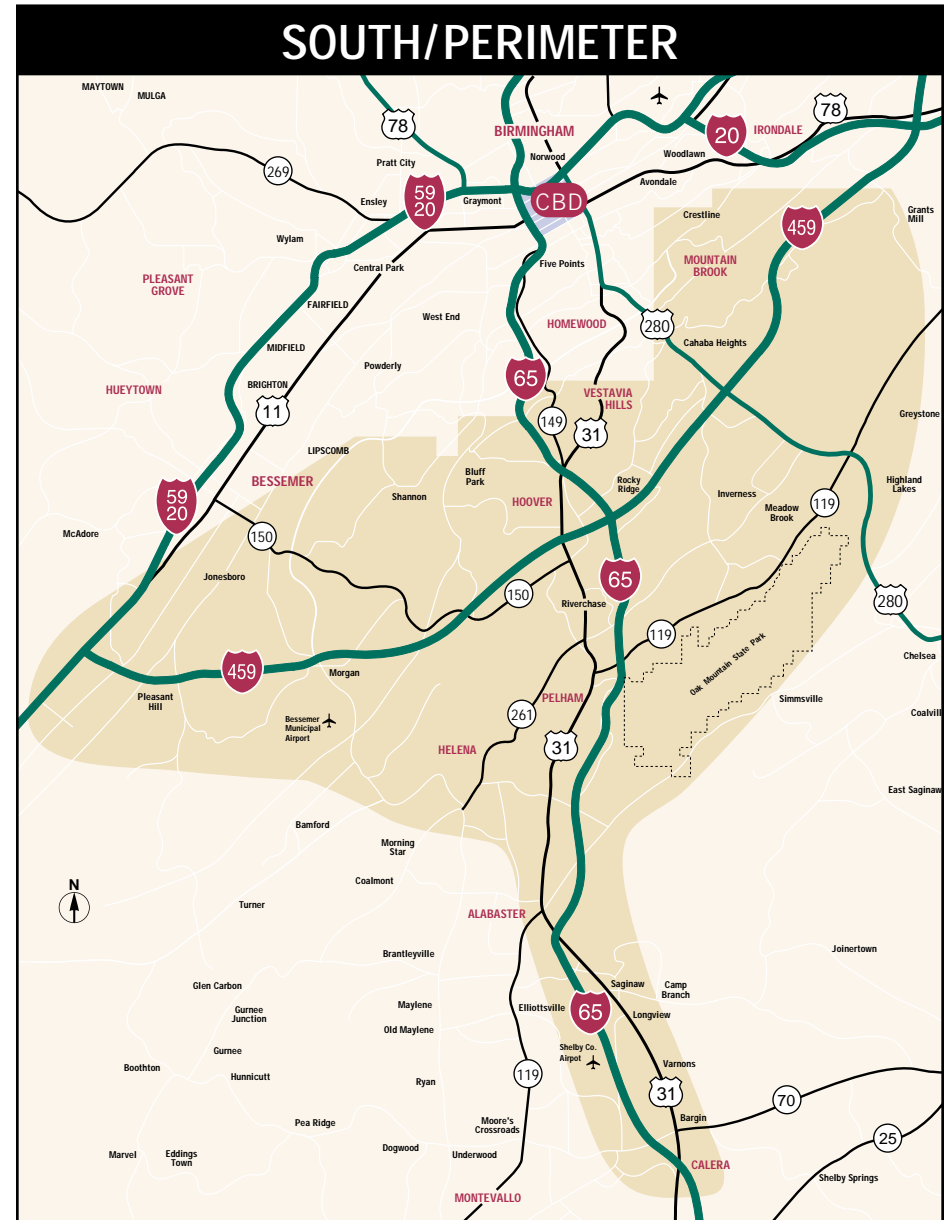 SOUTH/PERIMETER
MAYTOWN
MULGA
78
78
BIRMINGHAM
20
IRONDALE
Norwood
Woodlawn
Pratt City
269
59
20
Ensley
Graymont
CBD
Avondale
Crestline
Grants
Mill
459
Wylam
Central Park
Five Points
MOUNTAIN
BROOK
PLEASANT
GROVE
FAIRFIELD
West End
HOMEWOOD
280
Cahaba Heights
MIDFIELD
Powderly
65
HUEYTOWN
BRIGHTON
11
VESTAVIA
HILLS
149
31
Greystone
LIPSCOMB
BESSEMER
Bluff
Park
Shannon
HOOVER
Rocky
Ridge
Inverness
Meadow
Brook
119
Highland
Lakes
59
20
McAdore
150
Jonesboro
150
Riverchase
65
119
280
Oak Mountain State Park
Chelsea
459
Morgan
Pleasant
Hill
PELHAM
Simmsville
261
Coalvill
Bessemer
Municipal
Airport
HELENA
31
East Saginaw
Bamford
Morning
Star
Coalmont
N
Turner
ALABASTER
Brantleyville
Joinertown
Glen Carbon
Saginaw
Camp
Branch
Gurnee
Junction
Maylene
Elliottsville
65
Longview
Old Maylene
Gurnee
Shelby Co.
Airpot
Boothton
Hunnicutt
Ryan
119
Varnons
31
70
Pea Ridge
Moore's
Crossroads
Bargin
25
Marvel
Eddings
Town
Dogwood
Underwood
CALERA
Shelby Springs
MONTEVALLO